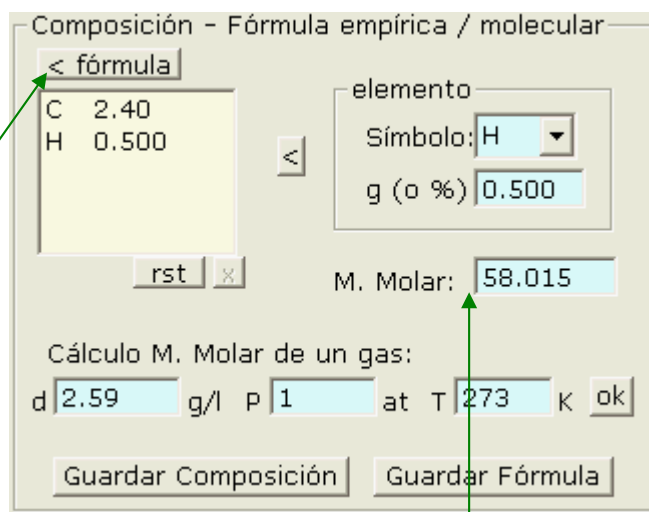 Composición - Fórmula empírica / molecular
< fórmula
C 2.40
H 0.500
<
elemento
Símbolo: H
g (o %) 0.500
rst x
M. Molar: 58.015
Cálculo M. Molar de un gas:
d 2.59 g/l P 1 at T 273 K ok
Guardar Composición Guardar Fórmula